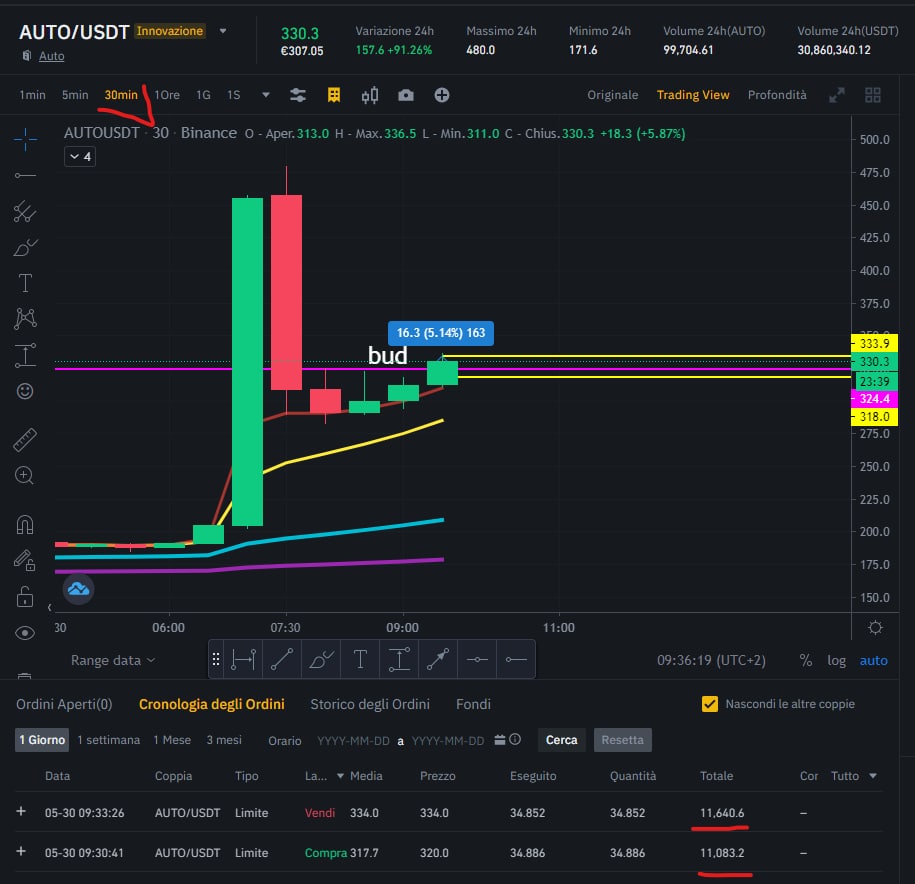 AUTO/USDT Innovazione
Auto
330.3
€307.05
Variazione 24h
157.6 +91.26%
Massimo 24h
480.0
Minimo 24h
171.6
Volume 24h(AUTO)
99,704.61
Volume 24h(USDT)
30,860,340.12
1min 5min 30min 1Ore 1G 1S
Originale Trading View Profondità
AUTOUSDT · 30 · Binance O - Aper.313.0 H - Max.336.5 L - Min.311.0 C - Chius.330.3 +18.3 (+5.87%)
4
500.0
475.0
450.0
425.0
400.0
375.0
16.3 (5.14%) 163
bud
333.9
330.3
23:39
324.4
318.0
275.0
250.0
225.0
200.0
175.0
150.0
30 06:00 07:30 09:00 11:00
Range data
09:36:19 (UTC+2) % log auto
Ordini Aperti(0) Cronologia degli Ordini Storico degli Ordini Fondi
Nascondi le altre coppie
1 Giorno 1 settimana 1 Mese 3 mesi Orario YYYY-MM-DD a YYYY-MM-DD Cerca Resetta
Data Coppia Tipo La... Media Prezzo Eseguito Quantità Totale Cor Tutto
05-30 09:33:26 AUTO/USDT Limite Vendi 334.0 334.0 34.852 34.852 11,640.6 –
05-30 09:30:41 AUTO/USDT Limite Compra 317.7 320.0 34.886 34.886 11,083.2 –